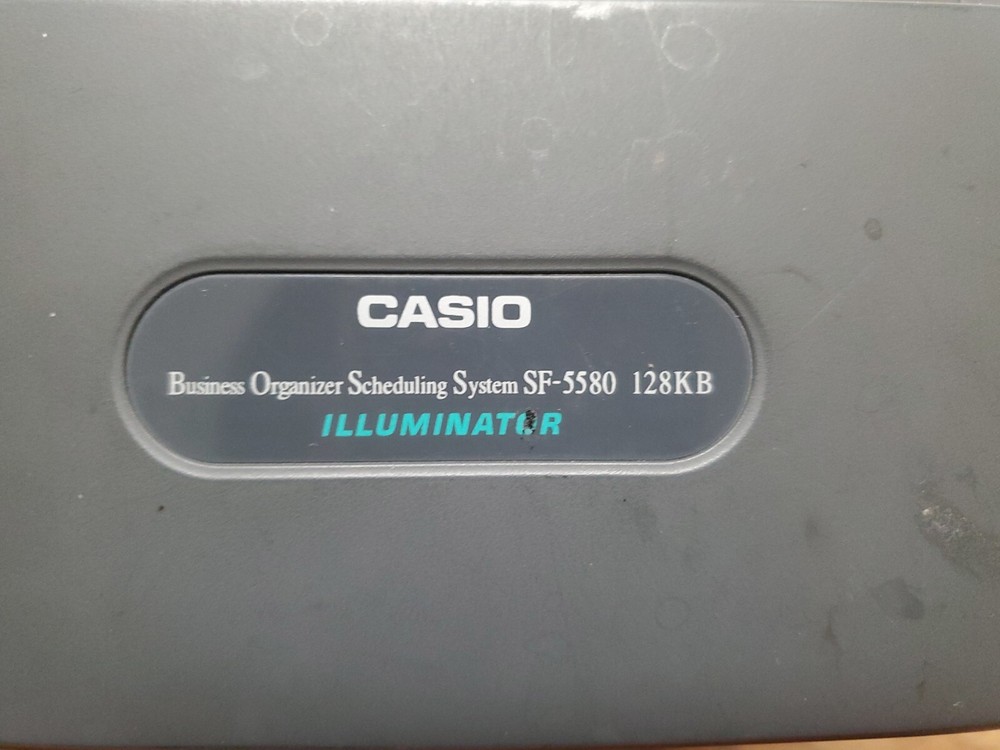 CASIO
Business Organizer Scheduling System SF-5580 128KB
ILLUMINATOR